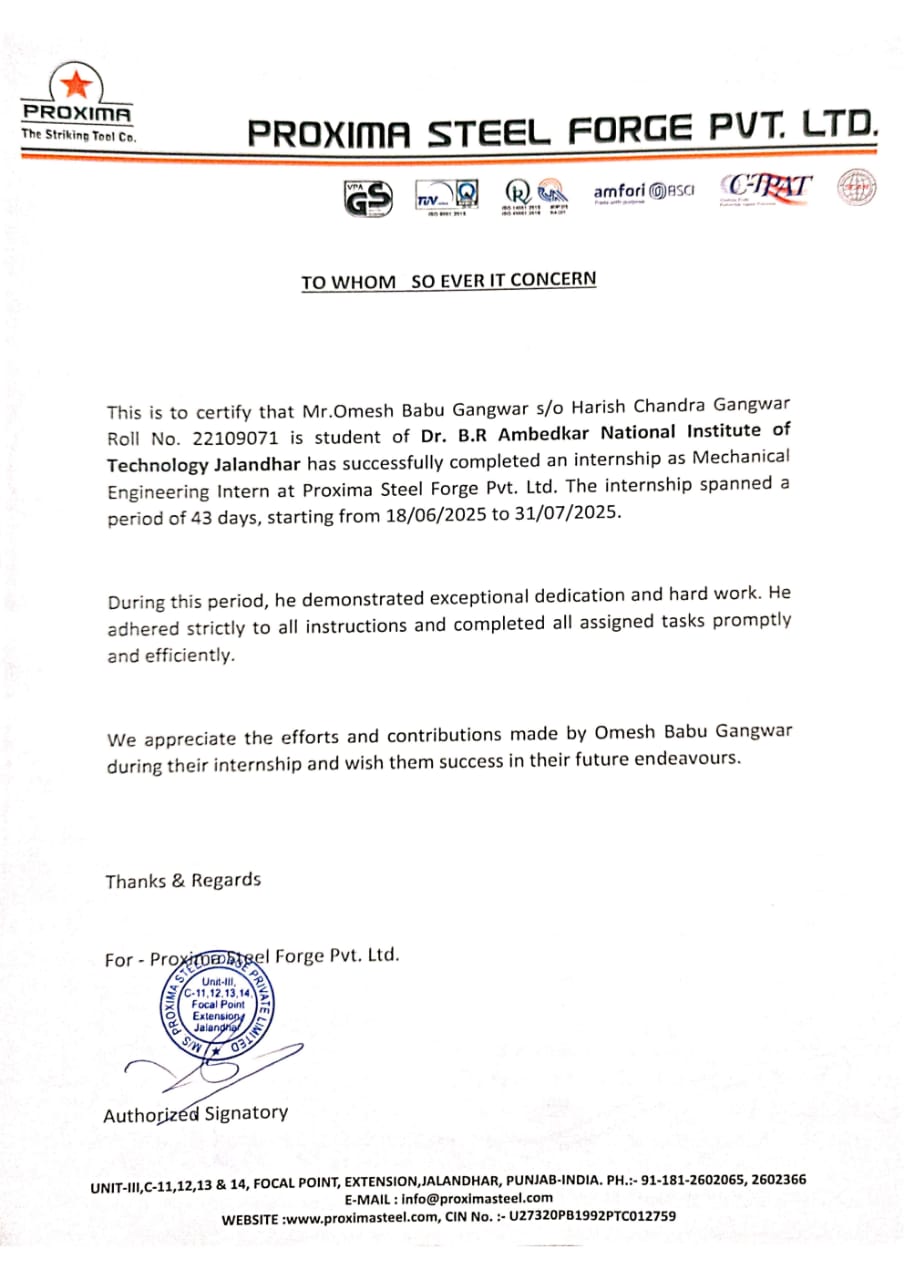 PROXIMA
The Striking Tool Co.
PROXIMA STEEL FORGE PVT. LTD.
VPA
GS
TUV
ISO 9001 2015
amfori BSCI
C-TPAT
TO WHOM SO EVER IT CONCERN
This is to certify that Mr.Omesh Babu Gangwar s/o Harish Chandra Gangwar
Roll No. 22109071 is student of Dr. B.R Ambedkar National Institute of
Technology Jalandhar has successfully completed an internship as Mechanical
Engineering Intern at Proxima Steel Forge Pvt. Ltd. The internship spanned a
period of 43 days, starting from 18/06/2025 to 31/07/2025.
During this period, he demonstrated exceptional dedication and hard work. He
adhered strictly to all instructions and completed all assigned tasks promptly
and efficiently.
We appreciate the efforts and contributions made by Omesh Babu Gangwar
during their internship and wish them success in their future endeavours.
Thanks & Regards
For - Proxima Steel Forge Pvt. Ltd.
M/S. PROXIMA STEEL FORGE PRIVATE LIMITED
Unit-III,
C-11,12,13,14,
Focal Point
Extension,
Jalandhar
Authorized Signatory
UNIT-III,C-11,12,13 & 14, FOCAL POINT, EXTENSION,JALANDHAR, PUNJAB-INDIA. PH.:- 91-181-2602065, 2602366
E-MAIL : info@proximasteel.com
WEBSITE :www.proximasteel.com, CIN No. :- U27320PB1992PTC012759